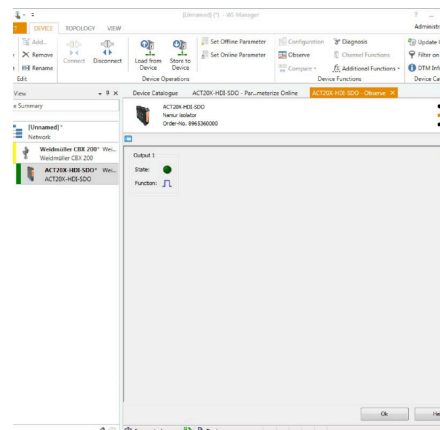 [Unnamed] (*) - WI-Manager
DEVICE TOPOLOGY VIEW Administra
Add... Set Offline Parameter Configuration Diagnosis Update
Remove Connect Disconnect Load from Device Store to Device Set Online Parameter Observe Channel Functions Filter on
Rename Compare Additional Functions DTM Inf
Edit Device Operations Device Functions Device Ca
View Device Catalogue ACT20X-HDI-SDO - Par...meterize Online ACT20X-HDI-SDO - Observe
Summary
ACT20X-HDI-SDO
Namur Isolator
Order-No. 8965360000
[Unnamed]*
Network
Weidmüller CBX 200* Wei...
Weidmüller CBX 200
ACT20X-HDI-SDO* Wei...
ACT20X-HDI-SDO
Output 1
State:
Function:
Ok He